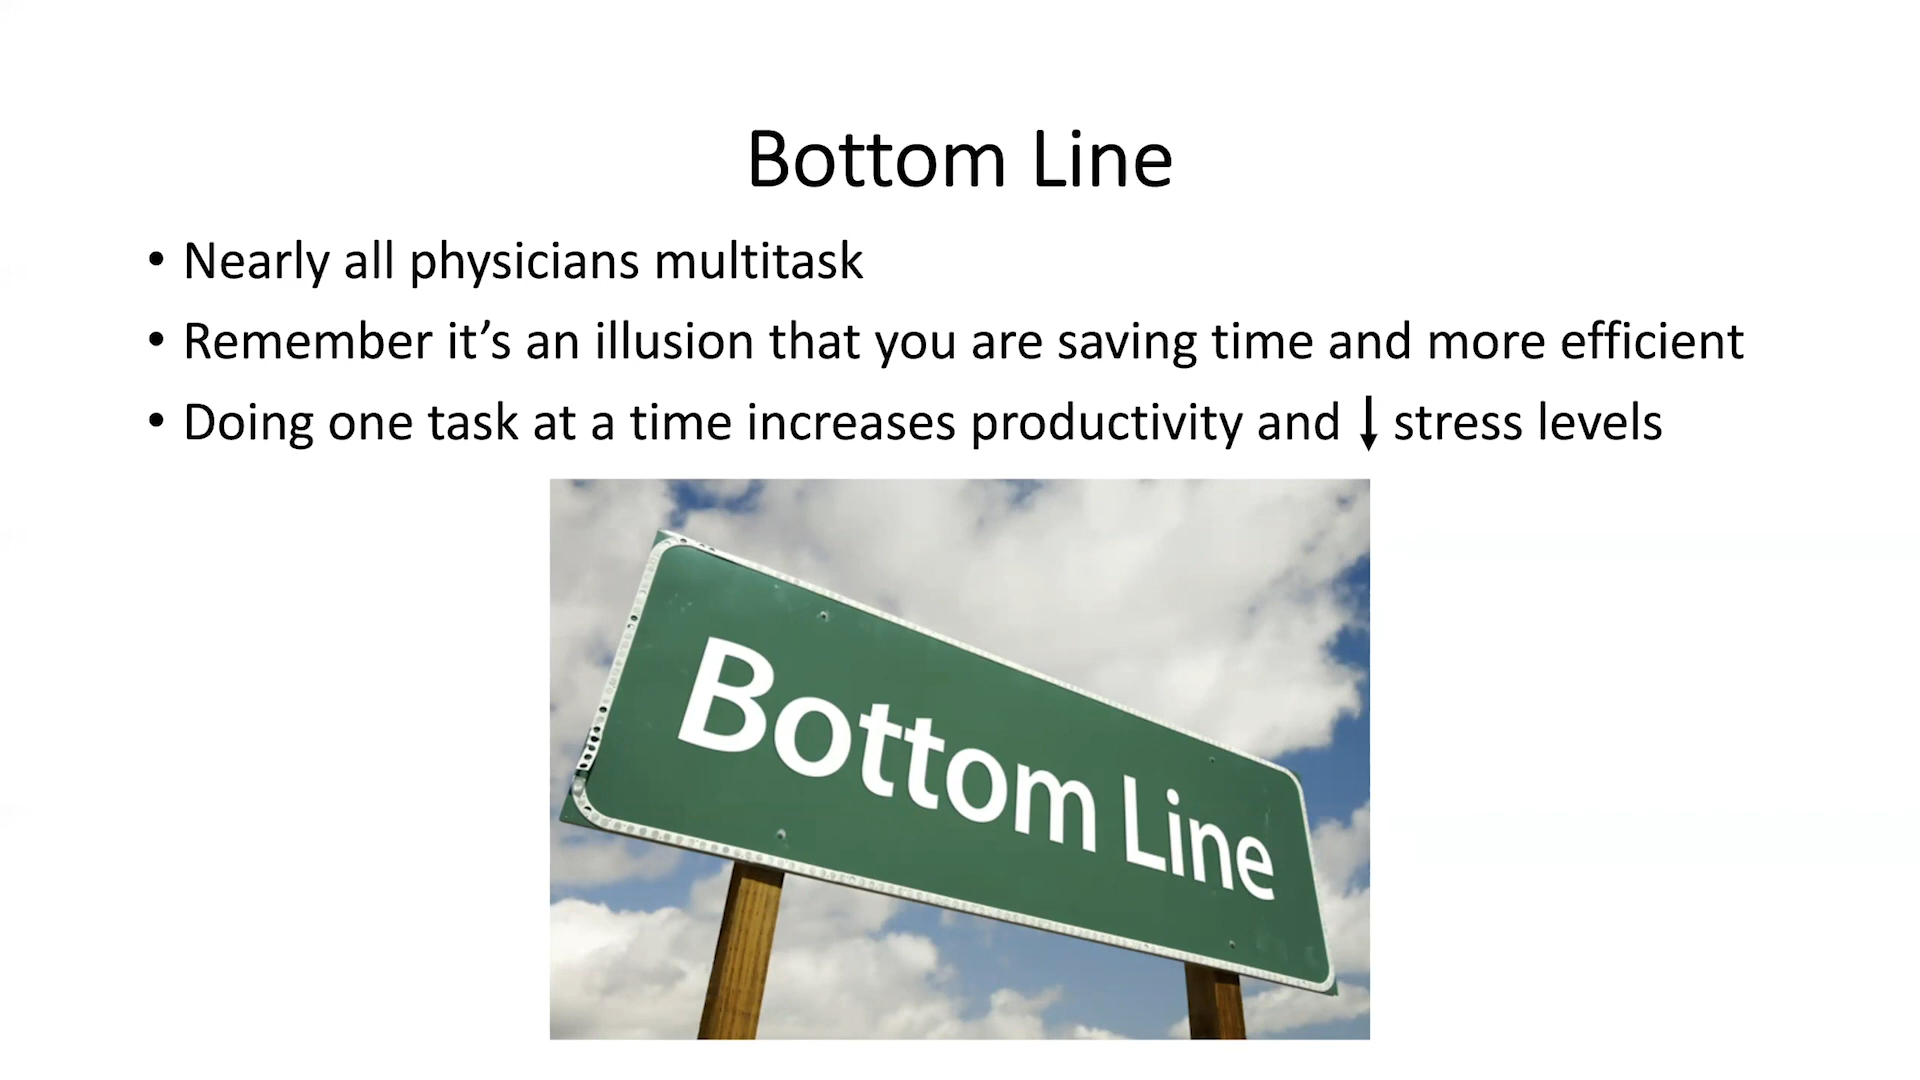 Bottom Line
• Nearly all physicians multitask
• Remember it’s an illusion that you are saving time and more efficient
• Doing one task at a time increases productivity and ↓ stress levels
Bottom Line